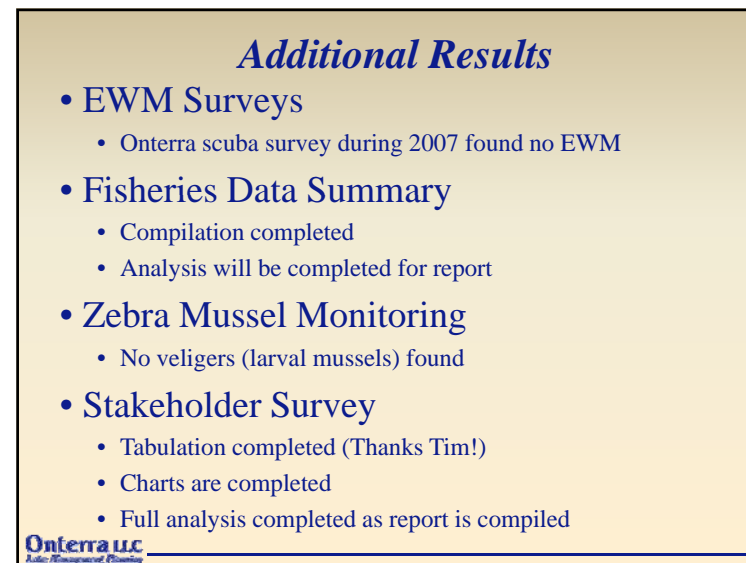 Additional Results
• EWM Surveys
• Onterra scuba survey during 2007 found no EWM
• Fisheries Data Summary
• Compilation completed
• Analysis will be completed for report
• Zebra Mussel Monitoring
• No veligers (larval mussels) found
• Stakeholder Survey
• Tabulation completed (Thanks Tim!)
• Charts are completed
• Full analysis completed as report is compiled
Onterra LLC